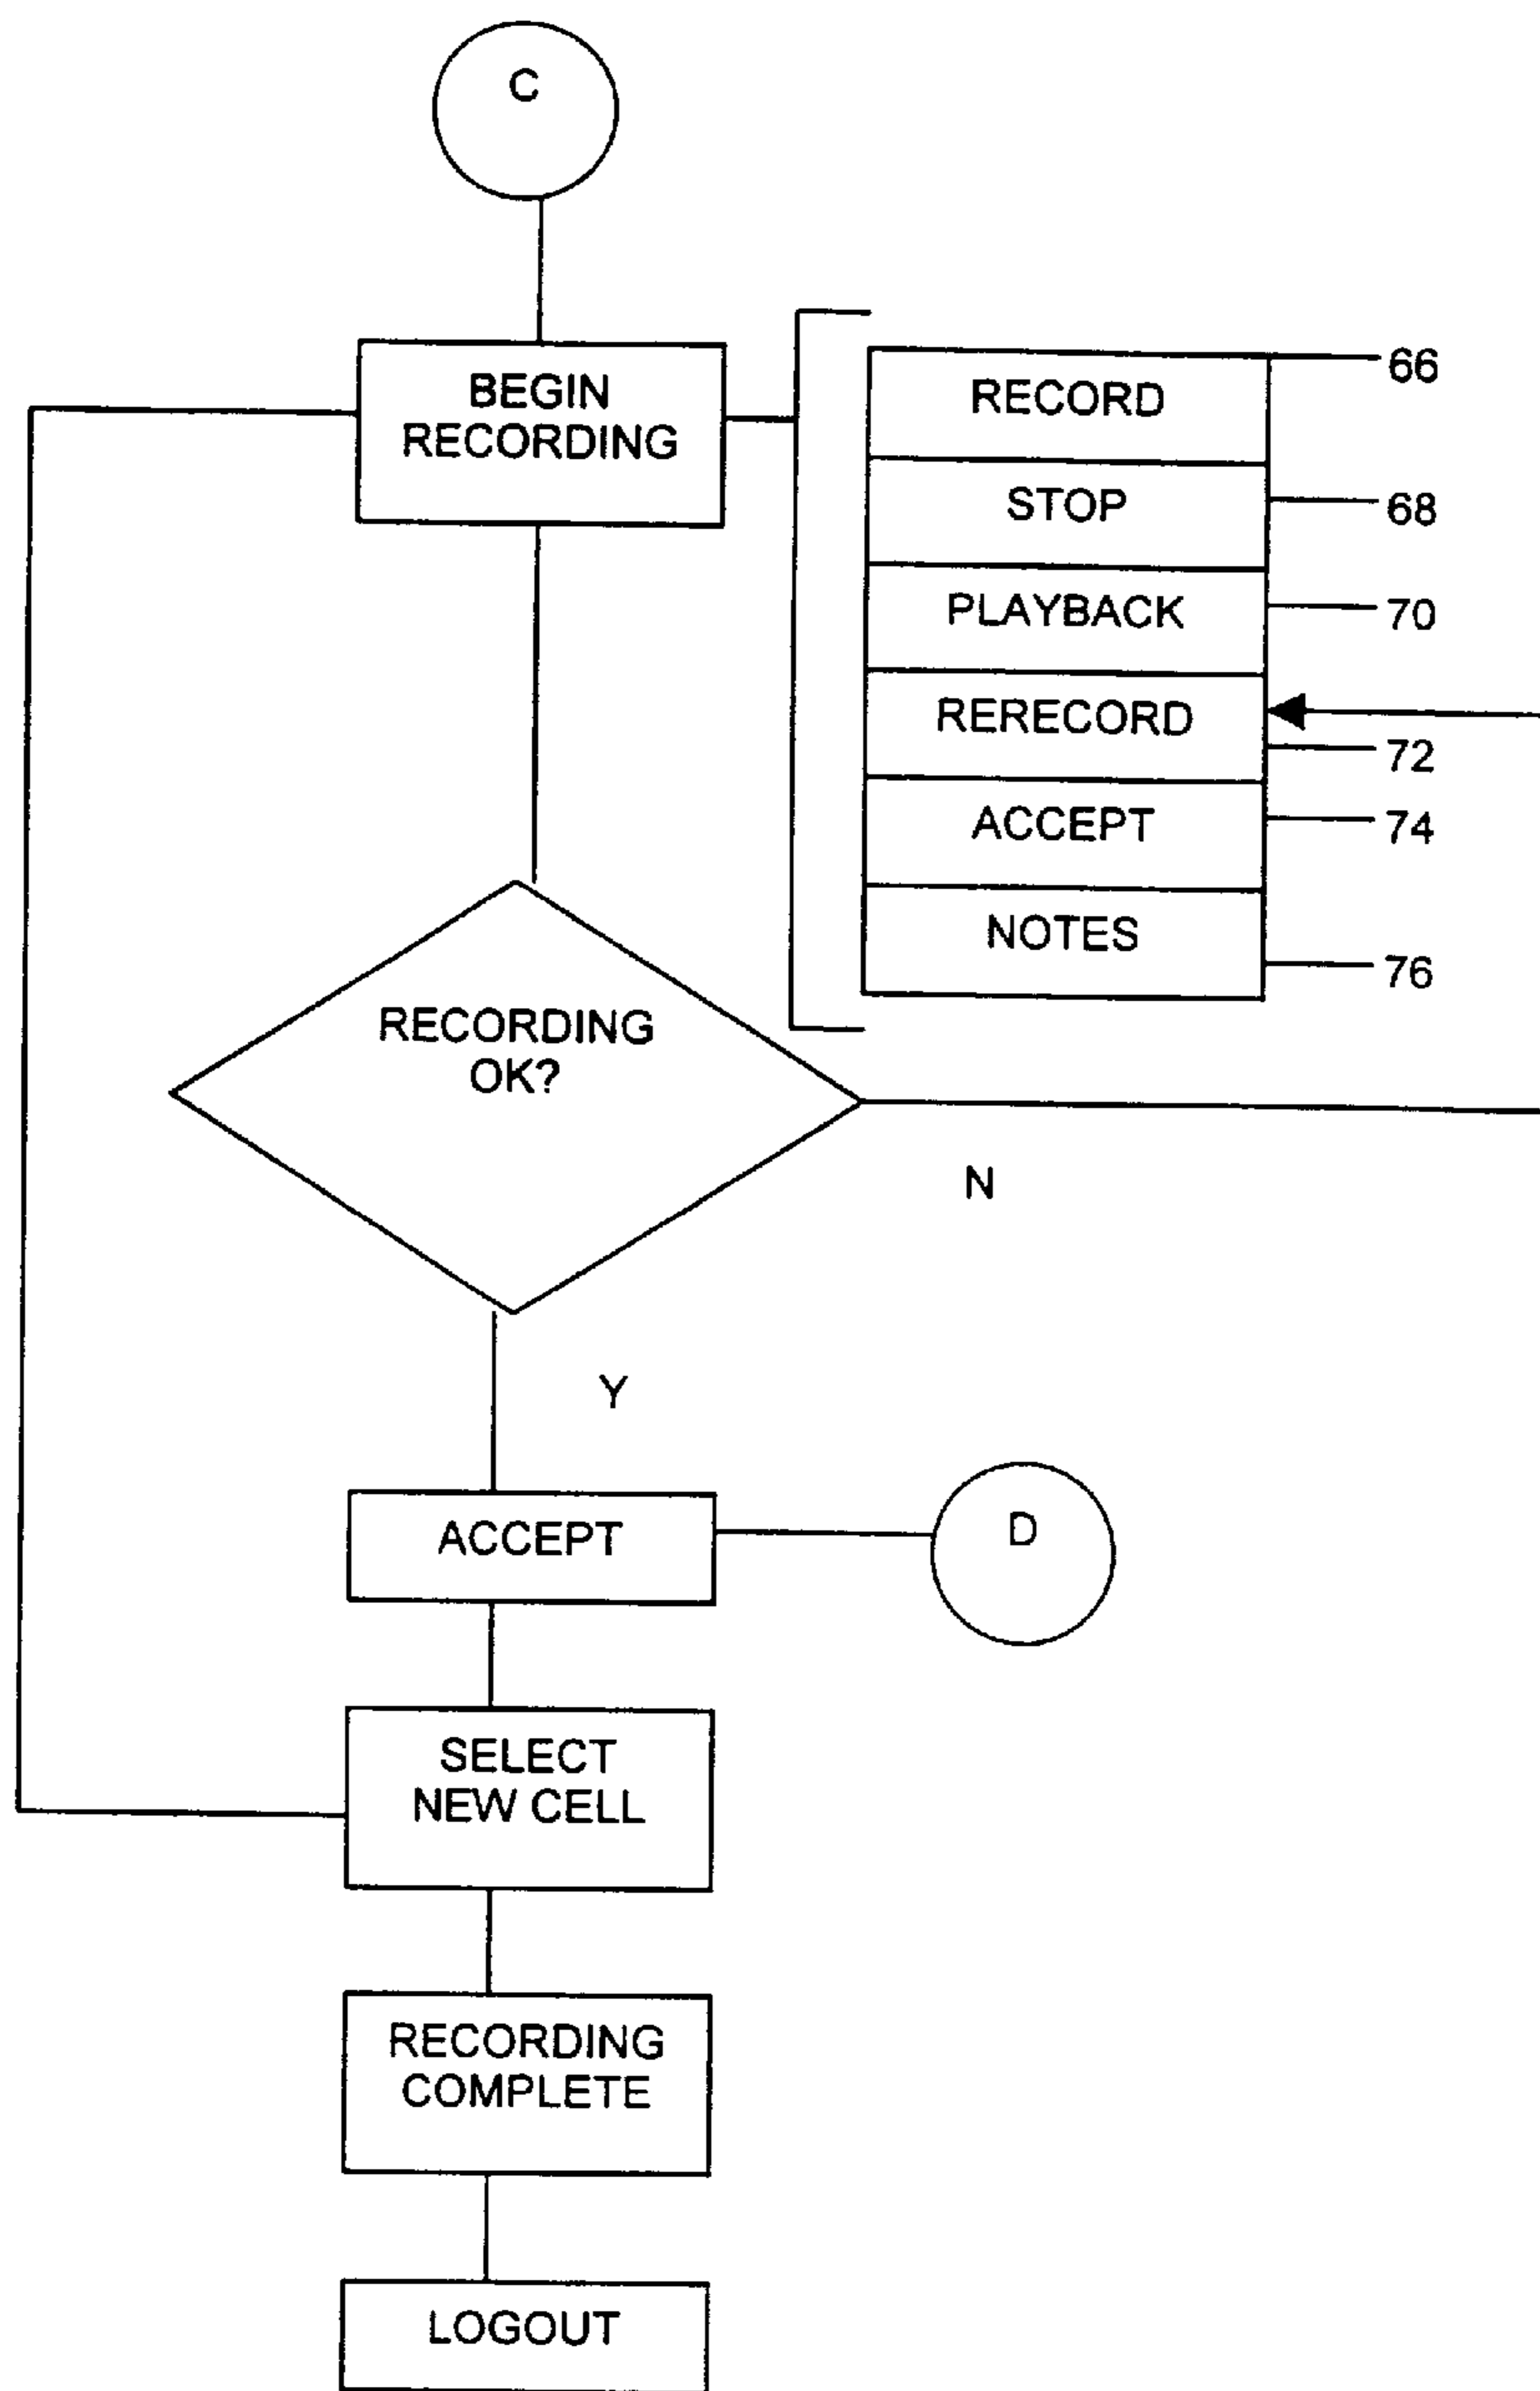 C
BEGIN
RECORDING
RECORD
66
STOP
68
PLAYBACK
70
RERECORD
72
ACCEPT
74
NOTES
76
RECORDING
OK?
N
Y
ACCEPT
D
SELECT
NEW CELL
RECORDING
COMPLETE
LOGOUT